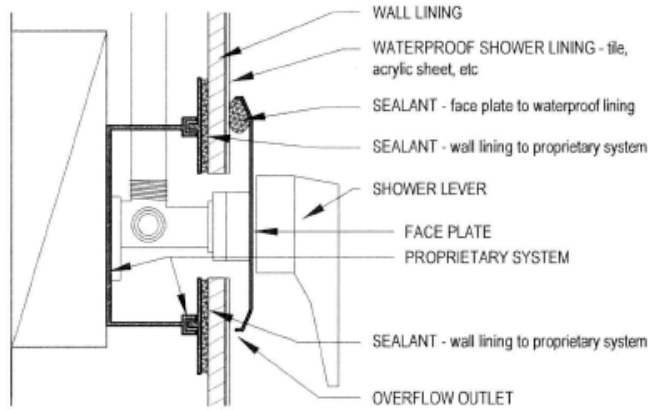 WALL LINING
WATERPROOF SHOWER LINING - tile,
acrylic sheet, etc
SEALANT - face plate to waterproof lining
SEALANT - wall lining to proprietary system
SHOWER LEVER
FACE PLATE
PROPRIETARY SYSTEM
SEALANT - wall lining to proprietary system
OVERFLOW OUTLET